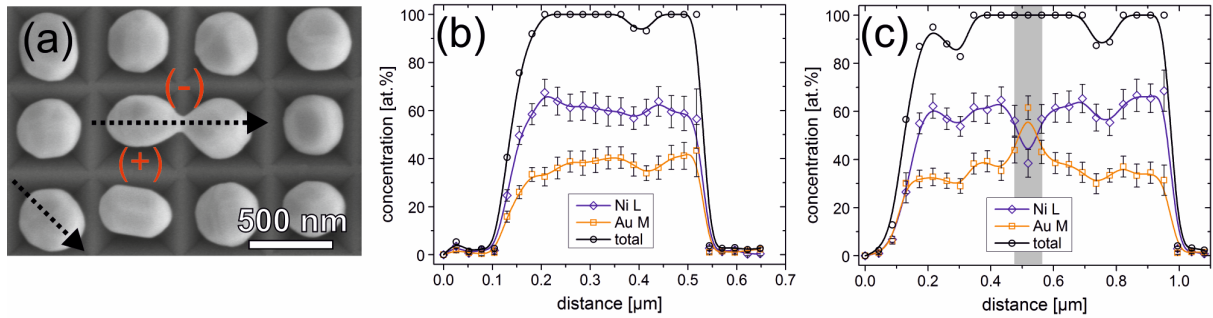 (a)
(-)
(+)
500 nm
(b)
concentration [at.%]
100
80
60
40
20
0
Ni L
Au M
total
0.0 0.1 0.2 0.3 0.4 0.5 0.6 0.7
distance [µm]
(c)
concentration [at.%]
100
80
60
40
20
0
Ni L
Au M
total
0.0 0.2 0.4 0.6 0.8 1.0
distance [µm]